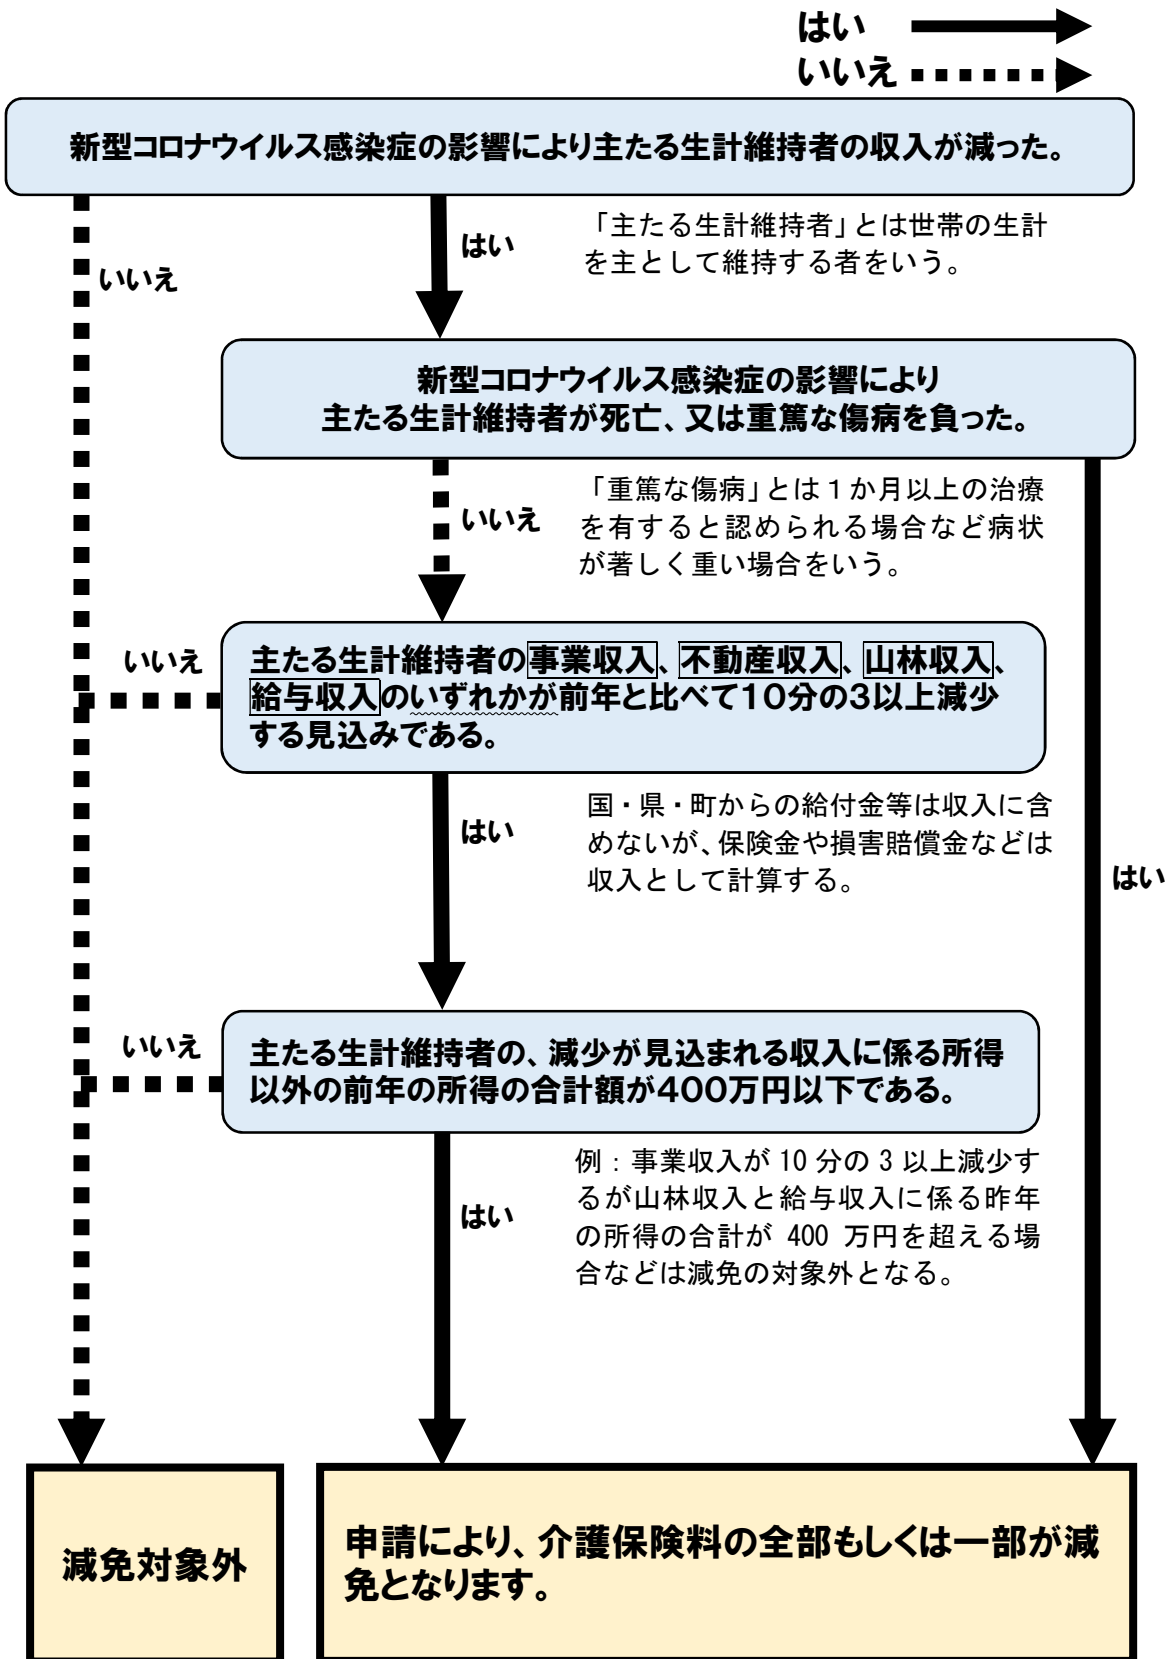 はい
いいえ
新型コロナウイルス感染症の影響により主たる生計維持者の収入が減った。
はい
「主たる生計維持者」とは世帯の生計
を主として維持する者をいう。
いいえ
新型コロナウイルス感染症の影響により
主たる生計維持者が死亡、又は重篤な傷病を負った。
いいえ
「重篤な傷病」とは１か月以上の治療
を有すると認められる場合など病状
が著しく重い場合をいう。
いいえ
主たる生計維持者の事業収入、不動産収入、山林収入、
給与収入のいずれかが前年と比べて10分の3以上減少
する見込みである。
はい
国・県・町からの給付金等は収入に含
めないが、保険金や損害賠償金などは
収入として計算する。
はい
いいえ
主たる生計維持者の、減少が見込まれる収入に係る所得
以外の前年の所得の合計額が400万円以下である。
はい
例：事業収入が 10 分の 3 以上減少す
るが山林収入と給与収入に係る昨年
の所得の合計が 400 万円を超える場
合などは減免の対象外となる。
減免対象外
申請により、介護保険料の全部もしくは一部が減
免となります。